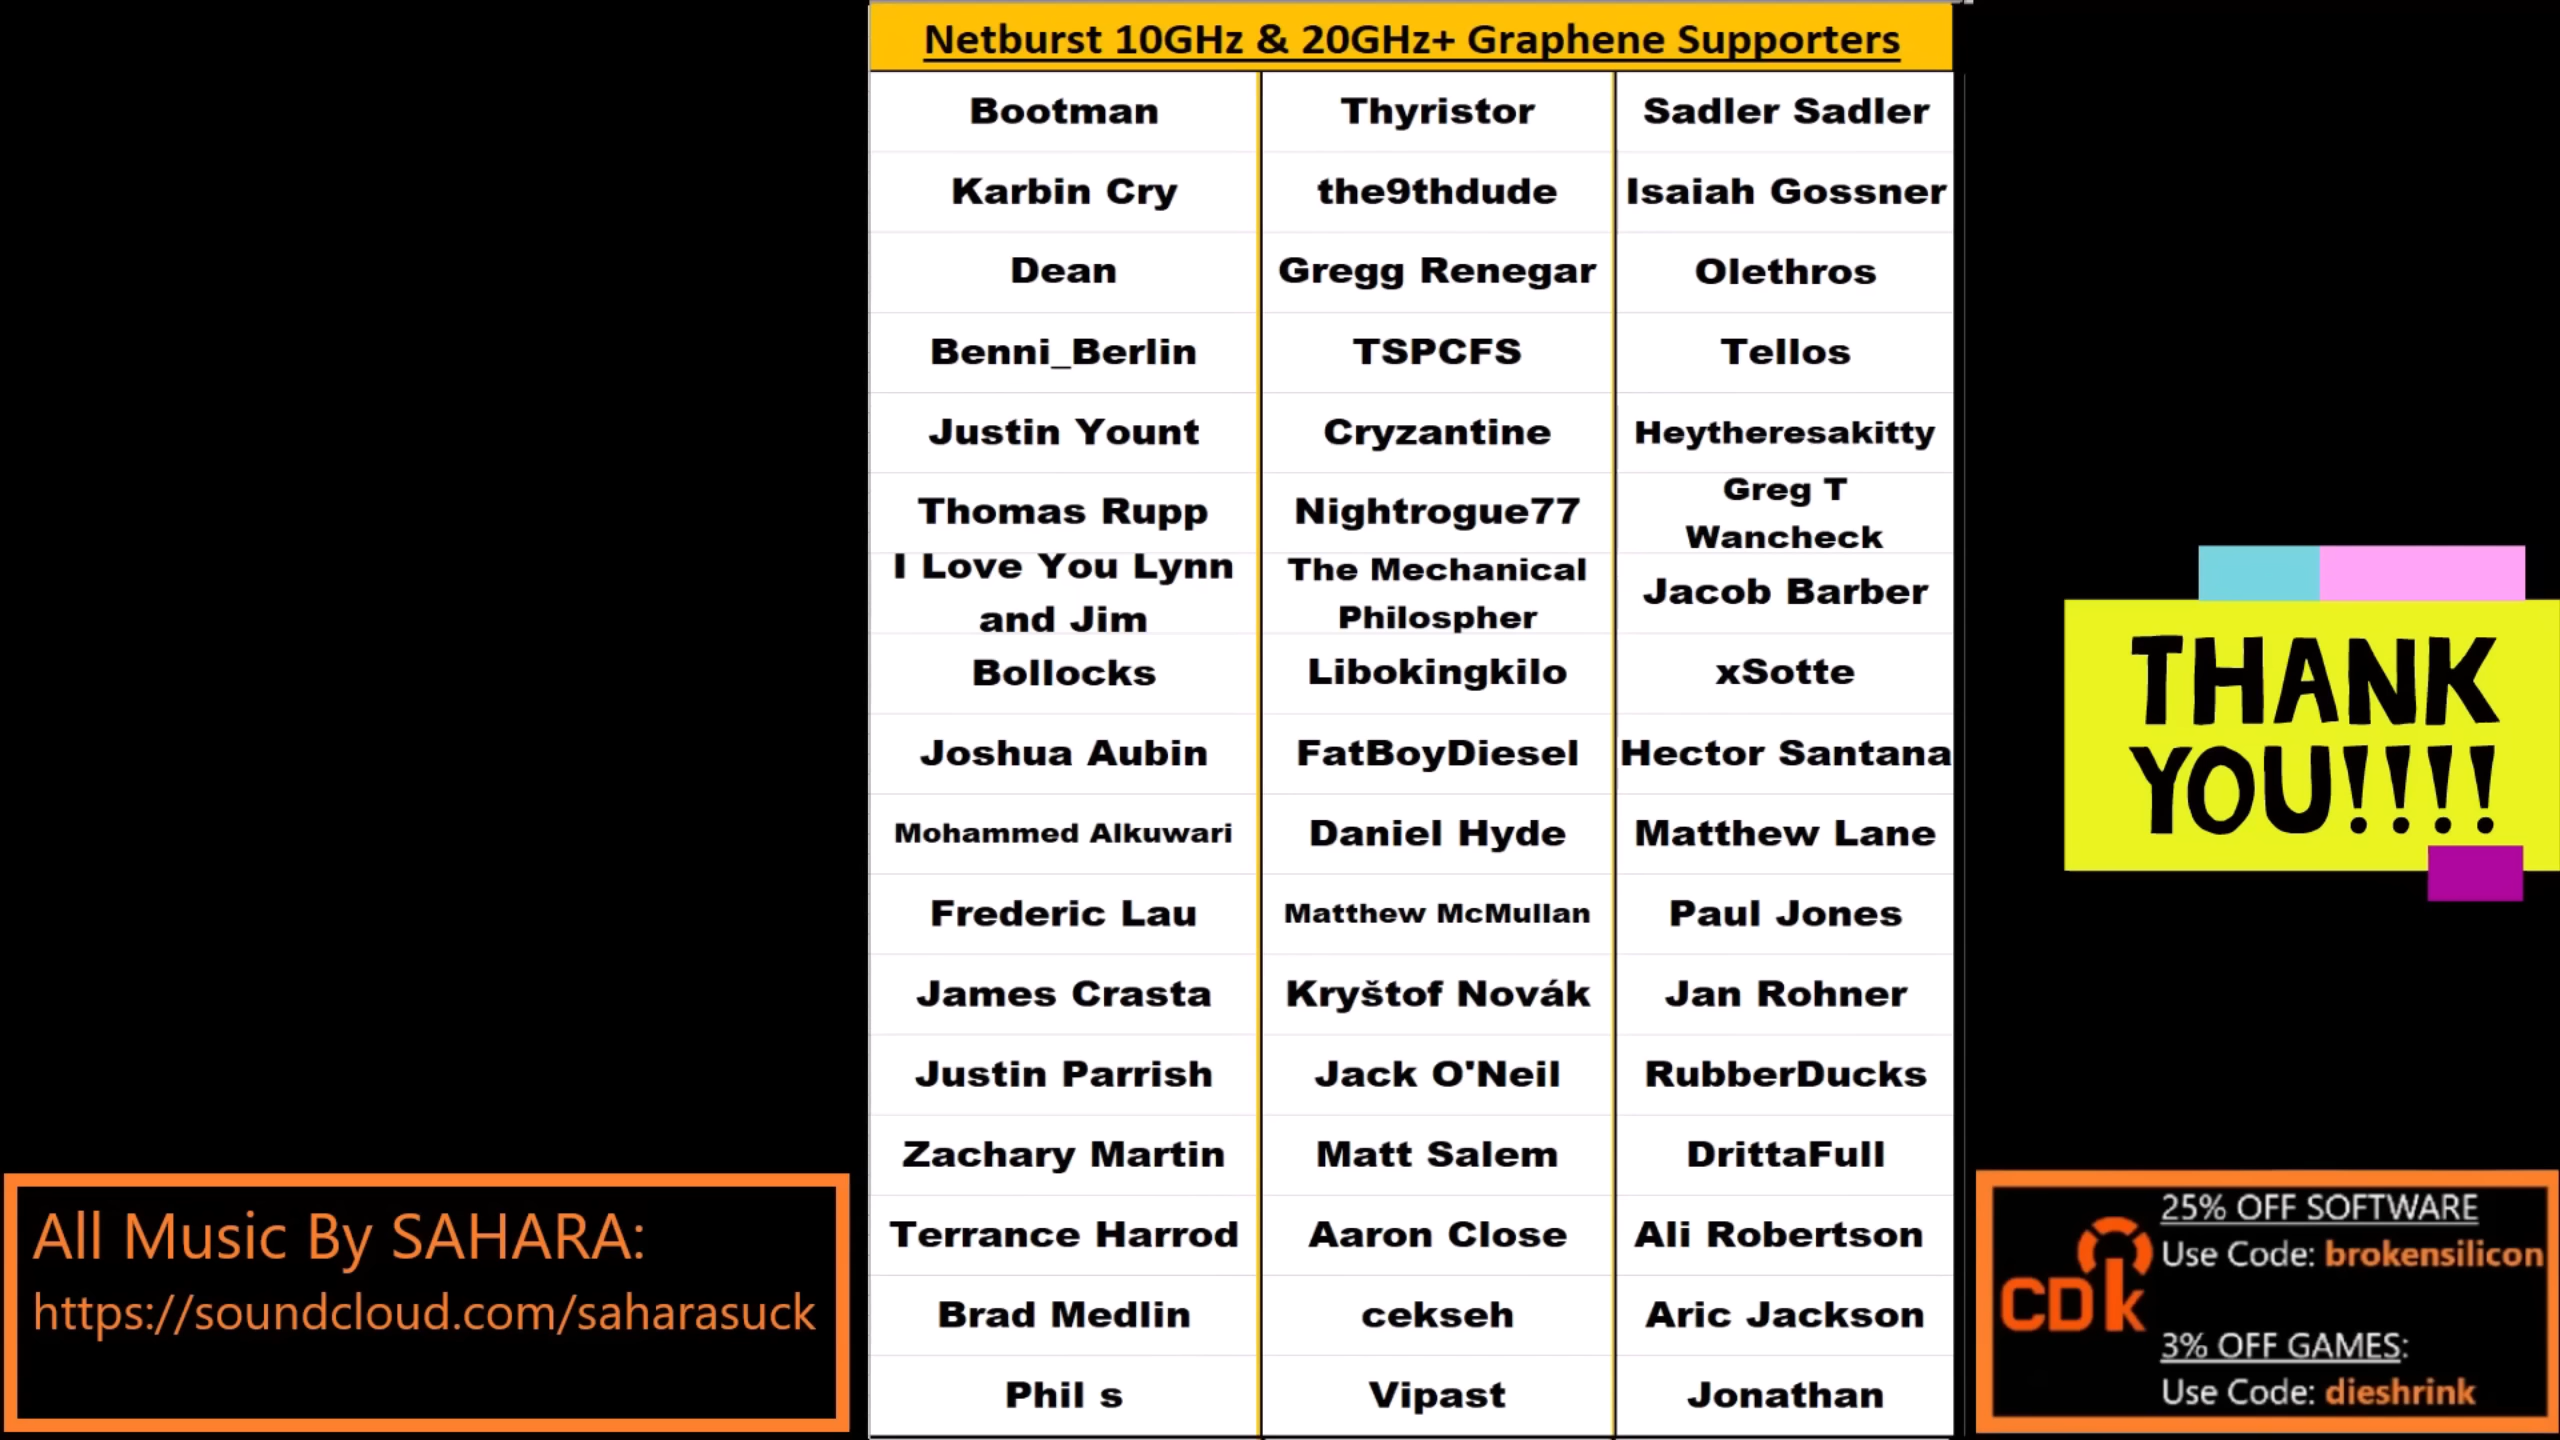 Netburst 10GHz & 20GHz+ Graphene Supporters
Bootman Thyristor Sadler Sadler
Karbin Cry the9thdude Isaiah Gossner
Dean Gregg Renegar Olethros
Benni_Berlin TSPCFS Tellos
Justin Yount Cryzantine Heytheresakitty
Thomas Rupp Nightrogue77 Greg T
Wancheck
I Love You Lynn
and Jim
The Mechanical
Philospher
Jacob Barber
Bollocks Libokingkilo xSotte
Joshua Aubin FatBoyDiesel Hector Santana
Mohammed Alkuwari Daniel Hyde Matthew Lane
Frederic Lau Matthew McMullan Paul Jones
James Crasta Kryštof Novák Jan Rohner
Justin Parrish Jack O'Neil RubberDucks
Zachary Martin Matt Salem DrittaFull
Terrance Harrod Aaron Close Ali Robertson
Brad Medlin cekseh Aric Jackson
Phil s Vipast Jonathan
THANK
YOU!!!!
All Music By SAHARA:
https://soundcloud.com/saharasuck
CDk
25% OFF SOFTWARE
Use Code: brokensilicon
3% OFF GAMES:
Use Code: dieshrink